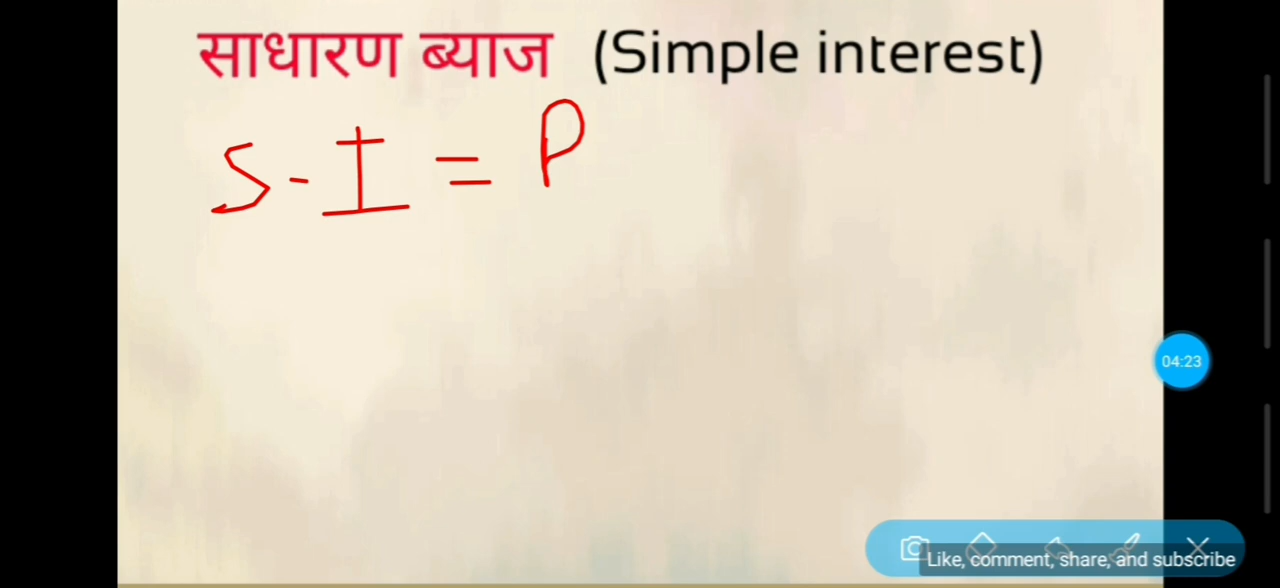 साधारण ब्याज (Simple interest)
S-I = P
04:23
Like, comment, share, and subscribe